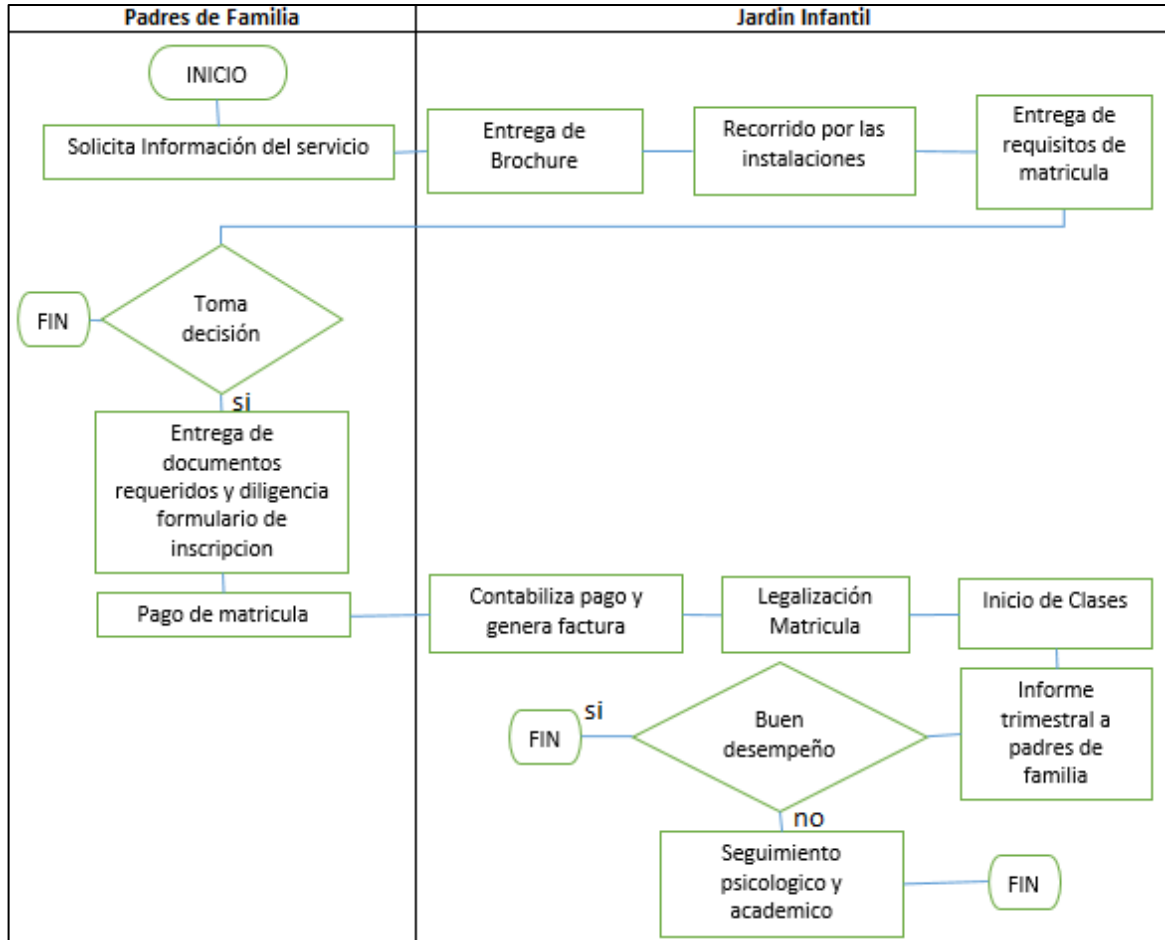 Padres de Familia
Jardin Infantil
INICIO
Solicita Información del servicio
Entrega de
Brochure
Recorrido por las
instalaciones
Entrega de
requisitos de
matricula
Toma
decisión
FIN
si
Entrega de
documentos
requeridos y diligencia
formulario de
inscripcion
Pago de matricula
Contabiliza pago y
genera factura
Legalización
Matricula
Inicio de Clases
Informe
trimestral a
padres de
familia
Buen
desempeño
si
FIN
no
Seguimiento
psicologico y
academico
FIN